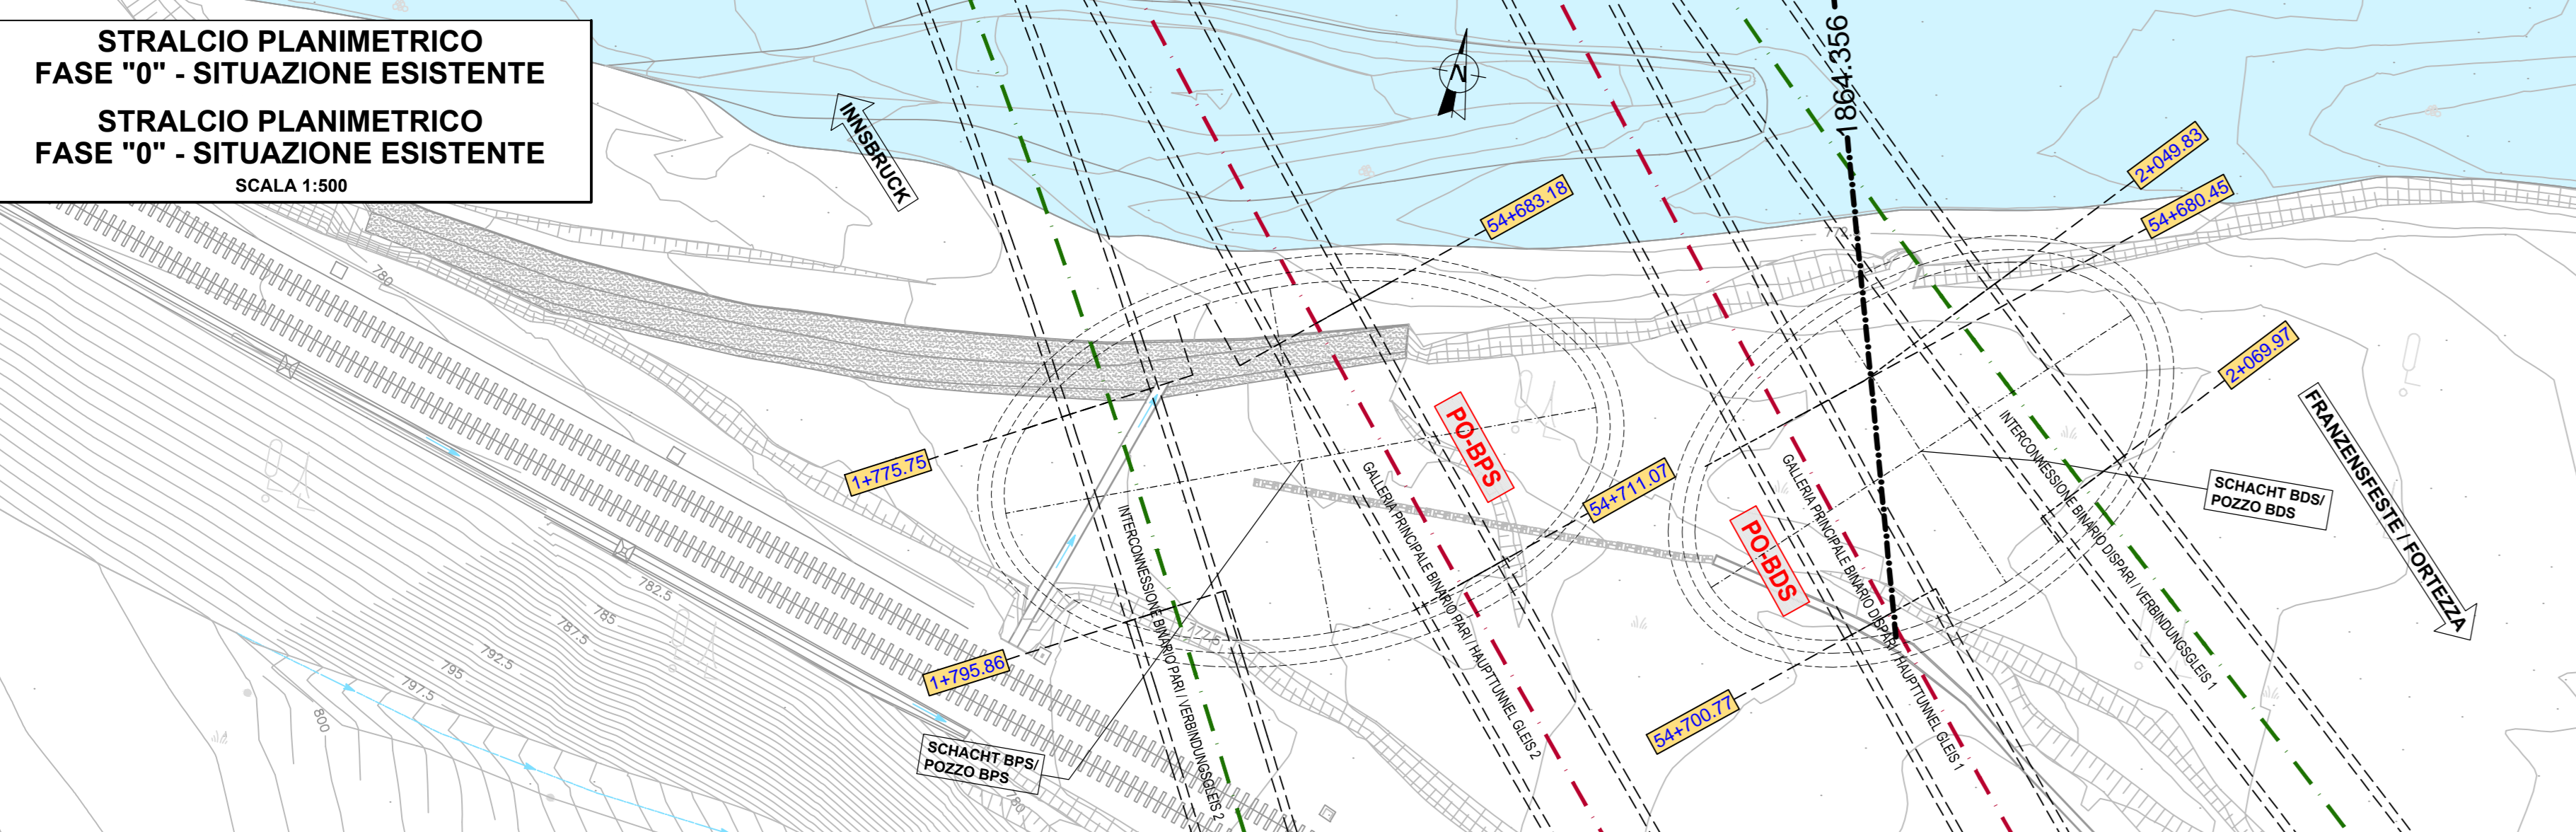 STRALCIO PLANIMETRICO
FASE "0" - SITUAZIONE ESISTENTE
STRALCIO PLANIMETRICO
FASE "0" - SITUAZIONE ESISTENTE
SCALA 1:500
INNSBRUCK
N
1864.356
2+049.83
54+680.45
54+683.18
2+069.97
1+775.75
54+711.07
1+795.86
54+700.77
PO-BPS
PO-BDS
SCHACHT BDS/
POZZO BDS
SCHACHT BPS/
POZZO BPS
FRANZENSFESTE / FORTEZZA
INTERCONNESSIONE BINARIO PARI / VERBINDUNGSGLEIS 2
GALLERIA PRINCIPALE BINARIO PARI / HAUPTTUNNEL GLEIS 2
GALLERIA PRINCIPALE BINARIO DISPARI / HAUPTTUNNEL GLEIS 1
INTERCONNESSIONE BINARIO DISPARI / VERBINDUNGSGLEIS 1
780
782.5
785
787.5
792.5
795
797.5
800
780